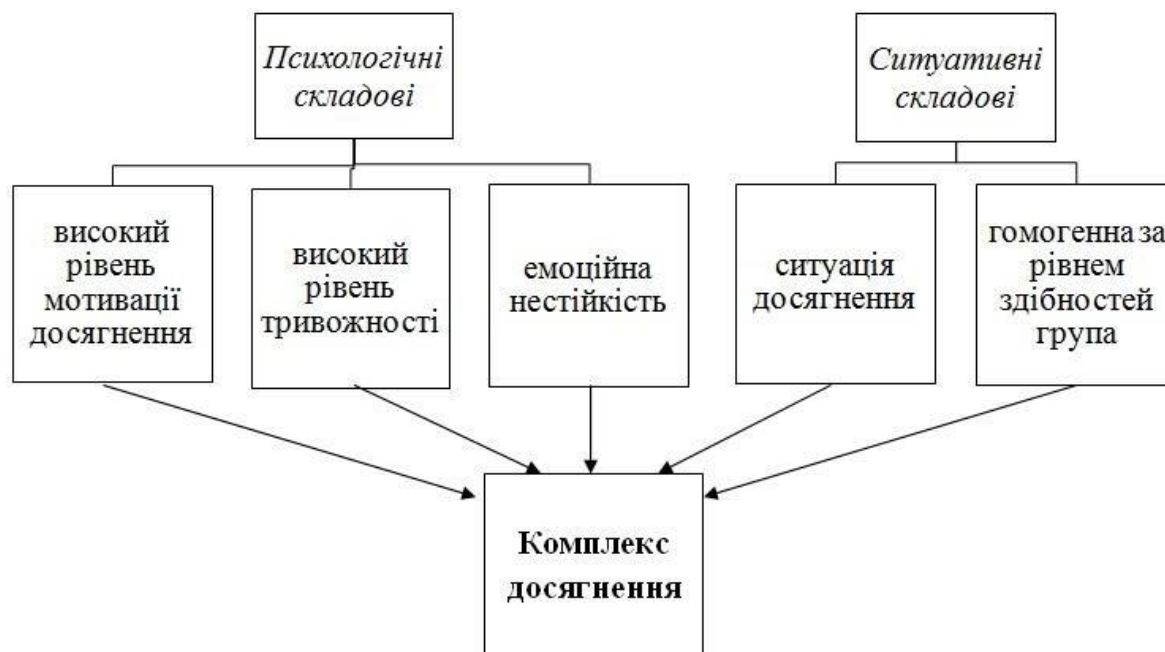 Психологічні
складові
Ситуативні
складові
високий
рівень
мотивації
досягнення
високий
рівень
тривожності
емоційна
нестійкість
ситуація
досягнення
гомогенна за
рівнем
здібностей
група
Комплекс
досягнення